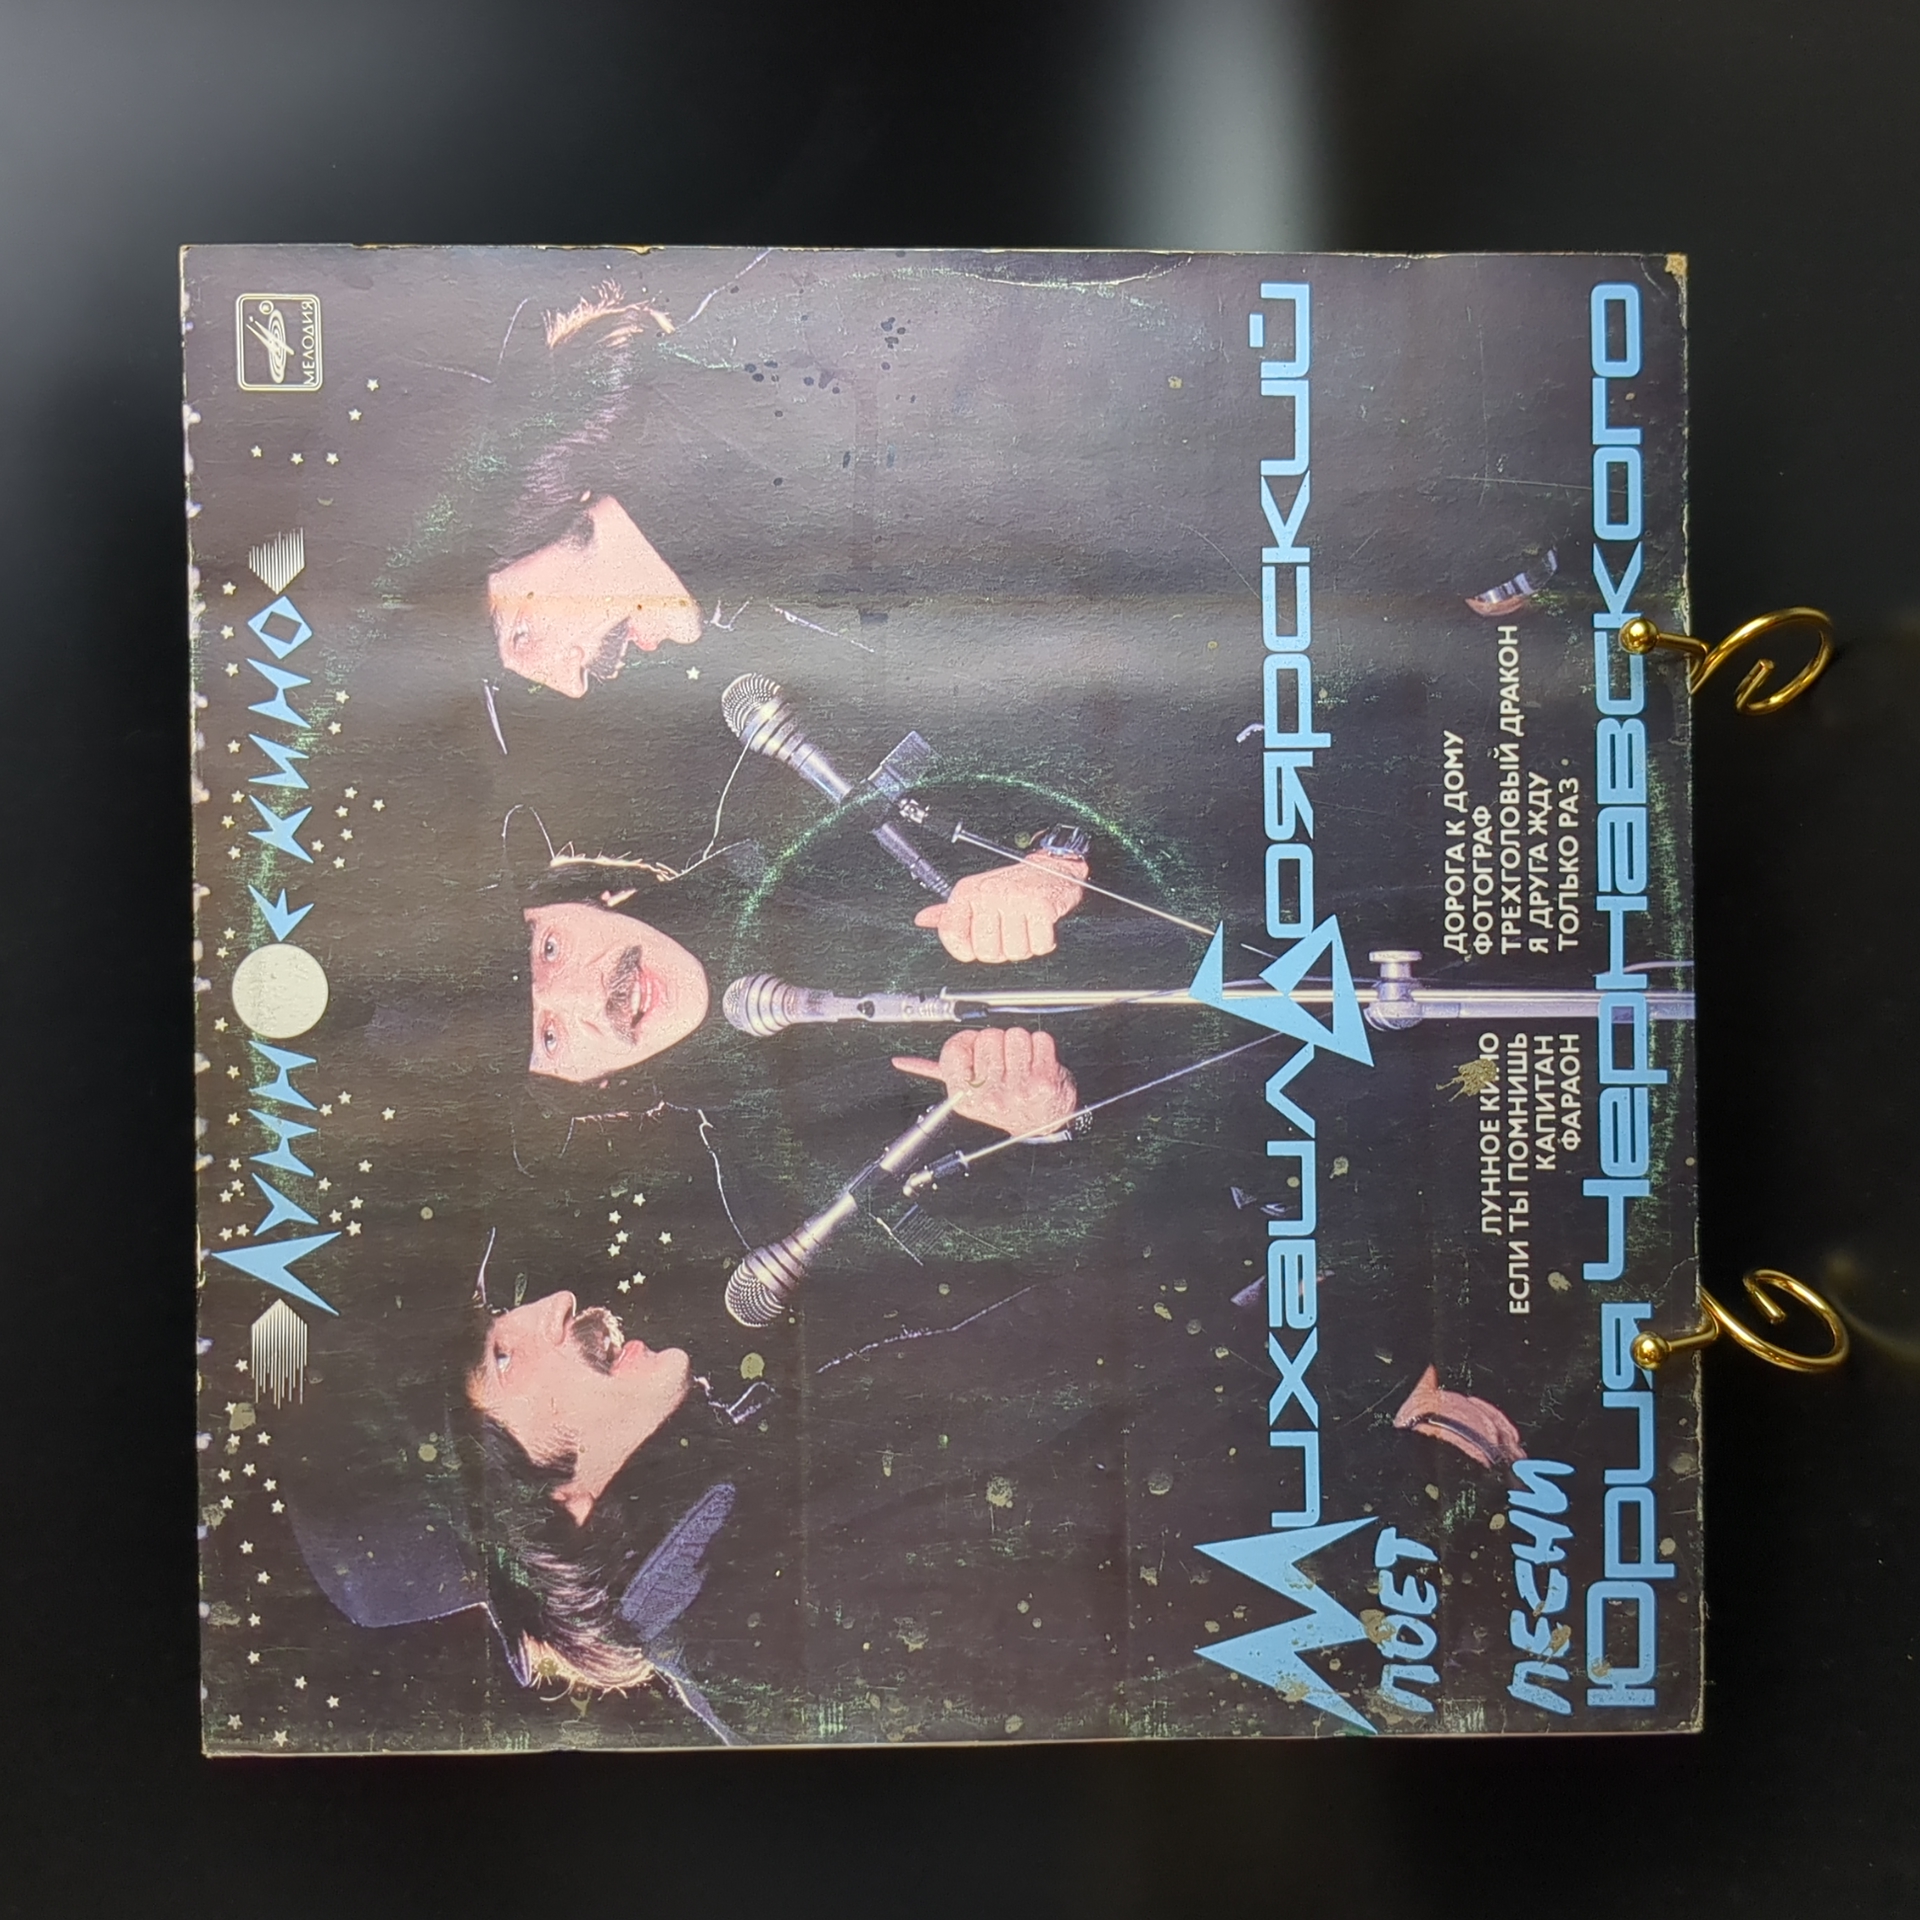 МЕЛОДИЯ
ЛУННОЕ КИНО
Михаил Боярский
поет
песни
ЛУННОЕ КИНО
ЕСЛИ ТЫ ПОМНИШЬ
КАПИТАН
ФАРАОН
ДОРОГА К ДОМУ
ФОТОГРАФ
ТРЕХГОЛОВЫЙ ДРАКОН
Я ДРУГА ЖДУ
ТОЛЬКО РАЗ
Юрия Чернавского